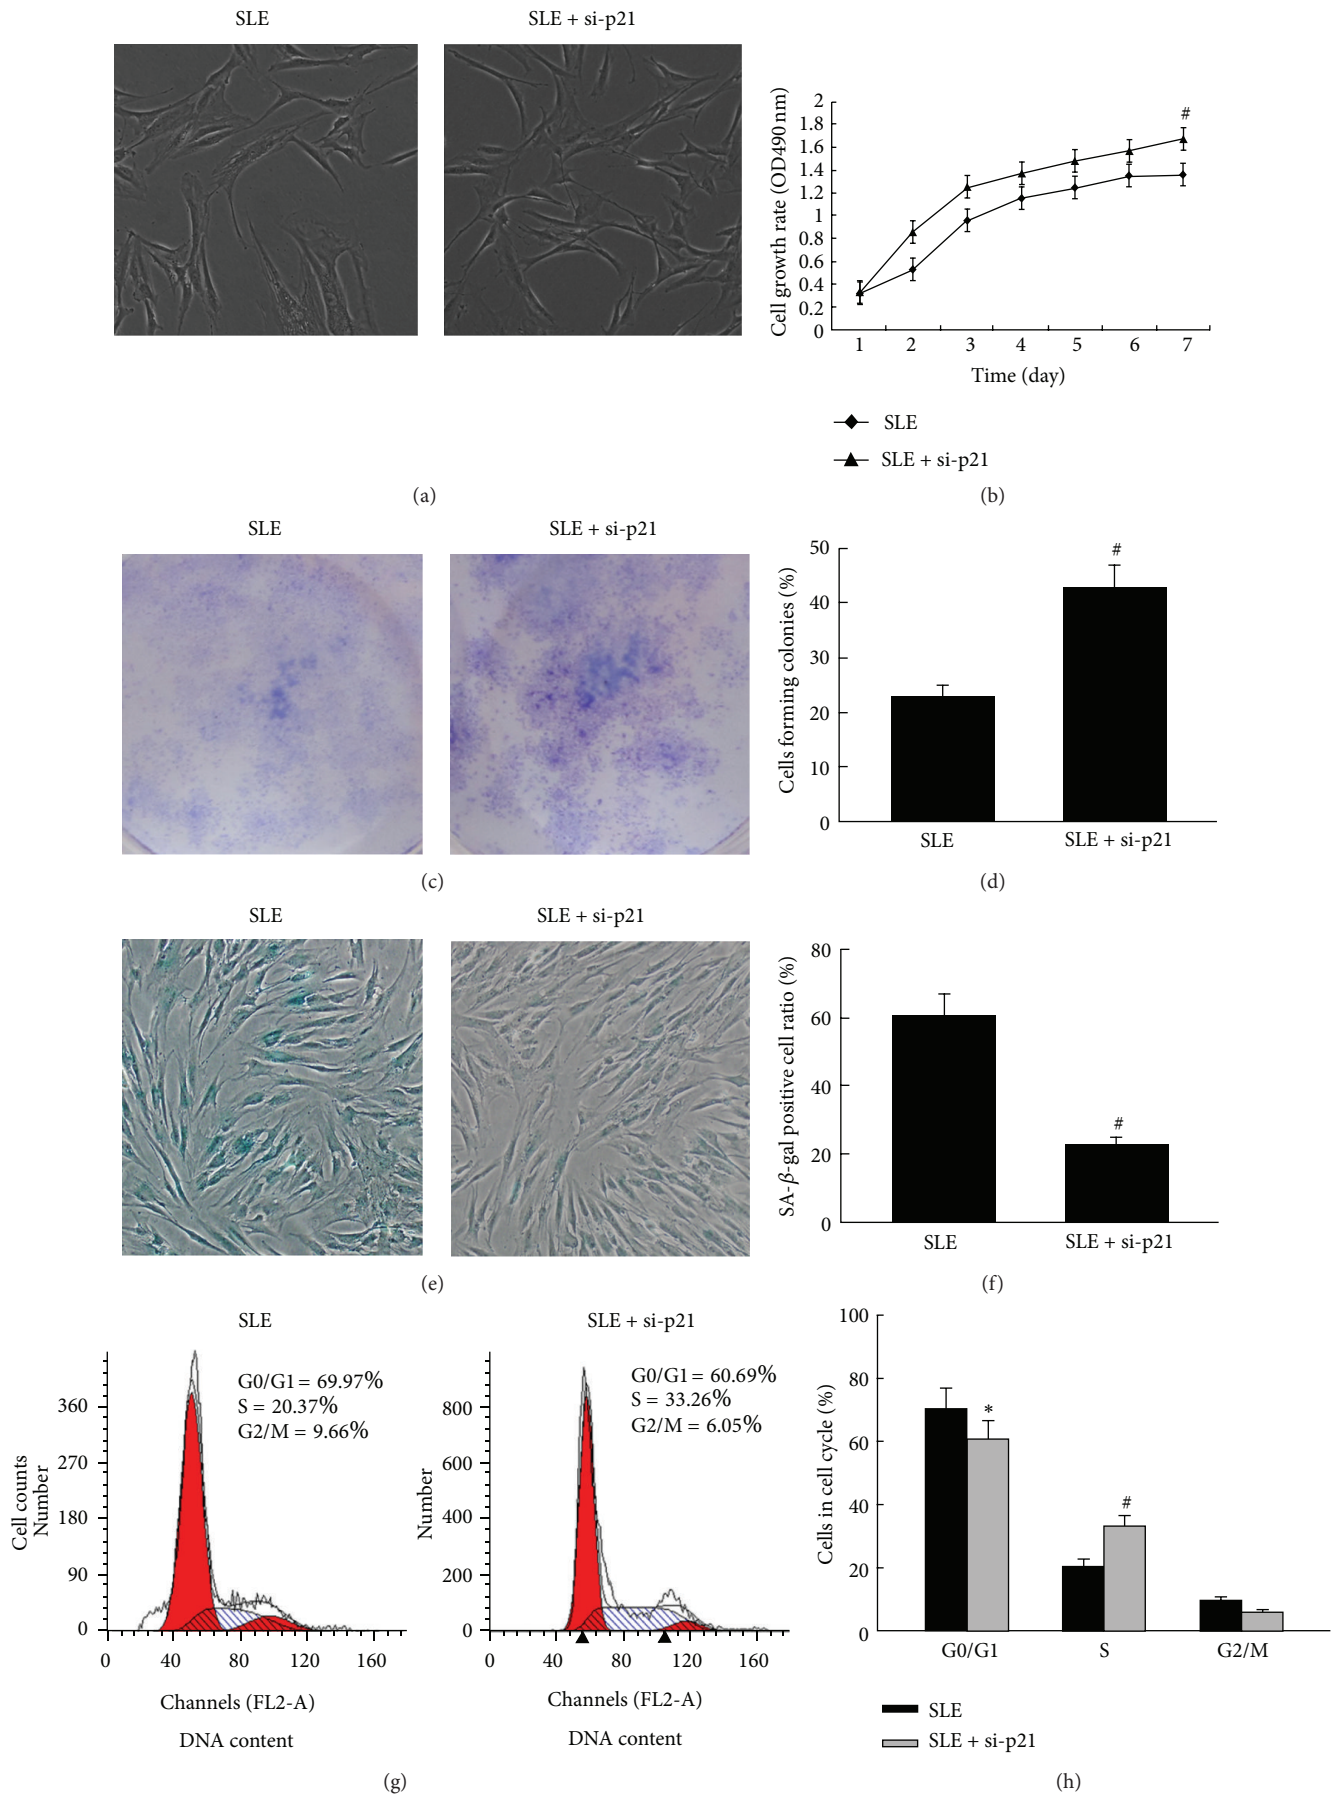 SLE
SLE + si-p21
(a)
Cell growth rate (OD490 nm)
2
1.8
1.6
1.4
1.2
1
0.8
0.6
0.4
0.2
0
#
1 2 3 4 5 6 7
Time (day)
SLE
SLE + si-p21
(b)
SLE
SLE + si-p21
(c)
Cells forming colonies (%)
50
40
30
20
10
0
#
SLE
SLE + si-p21
(d)
SLE
SLE + si-p21
(e)
SA-β-gal positive cell ratio (%)
80
60
40
20
0
#
SLE
SLE + si-p21
(f)
SLE
G0/G1 = 69.97%
S = 20.37%
G2/M = 9.66%
Cell counts
Number
360
270
180
90
0
0 40 80 120 160
Channels (FL2-A)
DNA content
SLE + si-p21
G0/G1 = 60.69%
S = 33.26%
G2/M = 6.05%
Number
800
600
400
200
0
0 40 80 120 160
Channels (FL2-A)
DNA content
(g)
Cells in cell cycle (%)
100
80
60
40
20
0
*
#
G0/G1
S
G2/M
SLE
SLE + si-p21
(h)